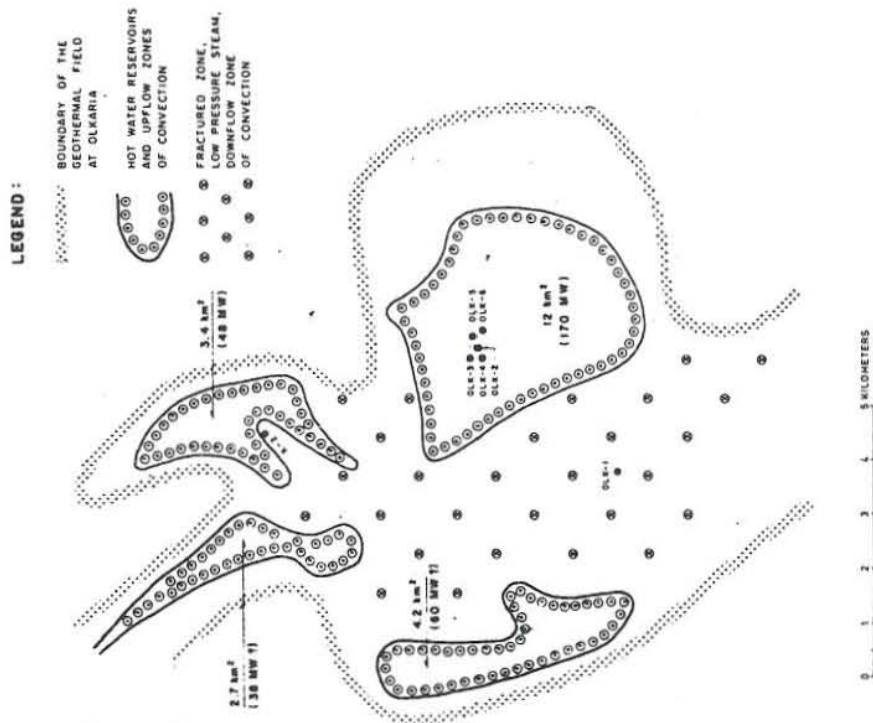 LEGEND:
BOUNDARY OF THE
GEOTHERMAL FIELD
AT OLKARIA
HOT WATER RESERVOIRS
AND UPFLOW ZONES
OF CONVECTION
FRACTURED ZONE,
LOW PRESSURE STEAM,
DOWNFLOW ZONE
OF CONVECTION
3.4 km²
(48 MW)
2.7 km²
(38 MW↑)
4.2 km²
(60 MW↑)
OLK-3
OLK-5
OLK-4
OLK-6
OLK-2
12 km²
(170 MW)
OLK-1
0 1 2 3 4 5 KILOMETERS